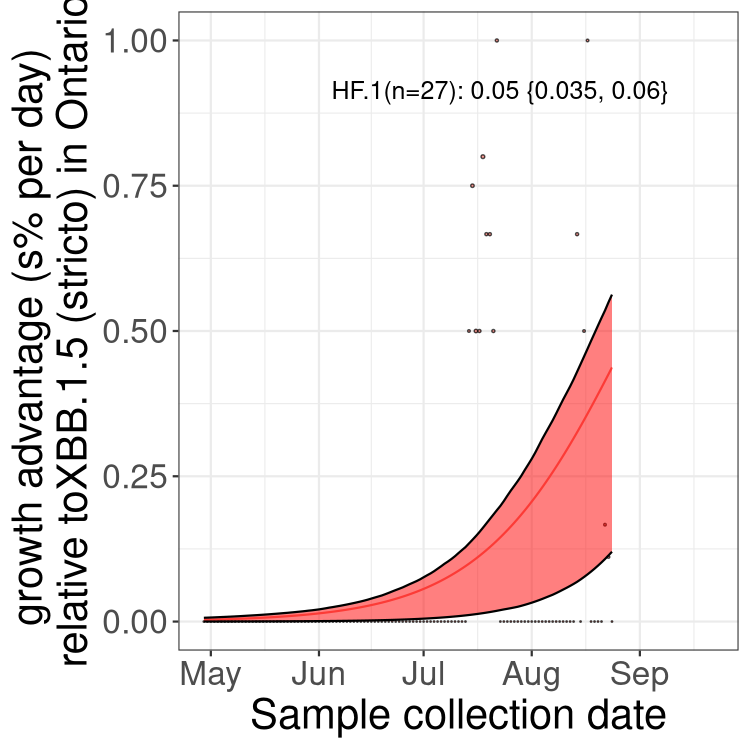 growth advantage (s% per day)
relative toXBB.1.5 (stricto) in Ontario
1.00
0.75
0.50
0.25
0.00
HF.1(n=27): 0.05 {0.035, 0.06}
May Jun Jul Aug Sep
Sample collection date